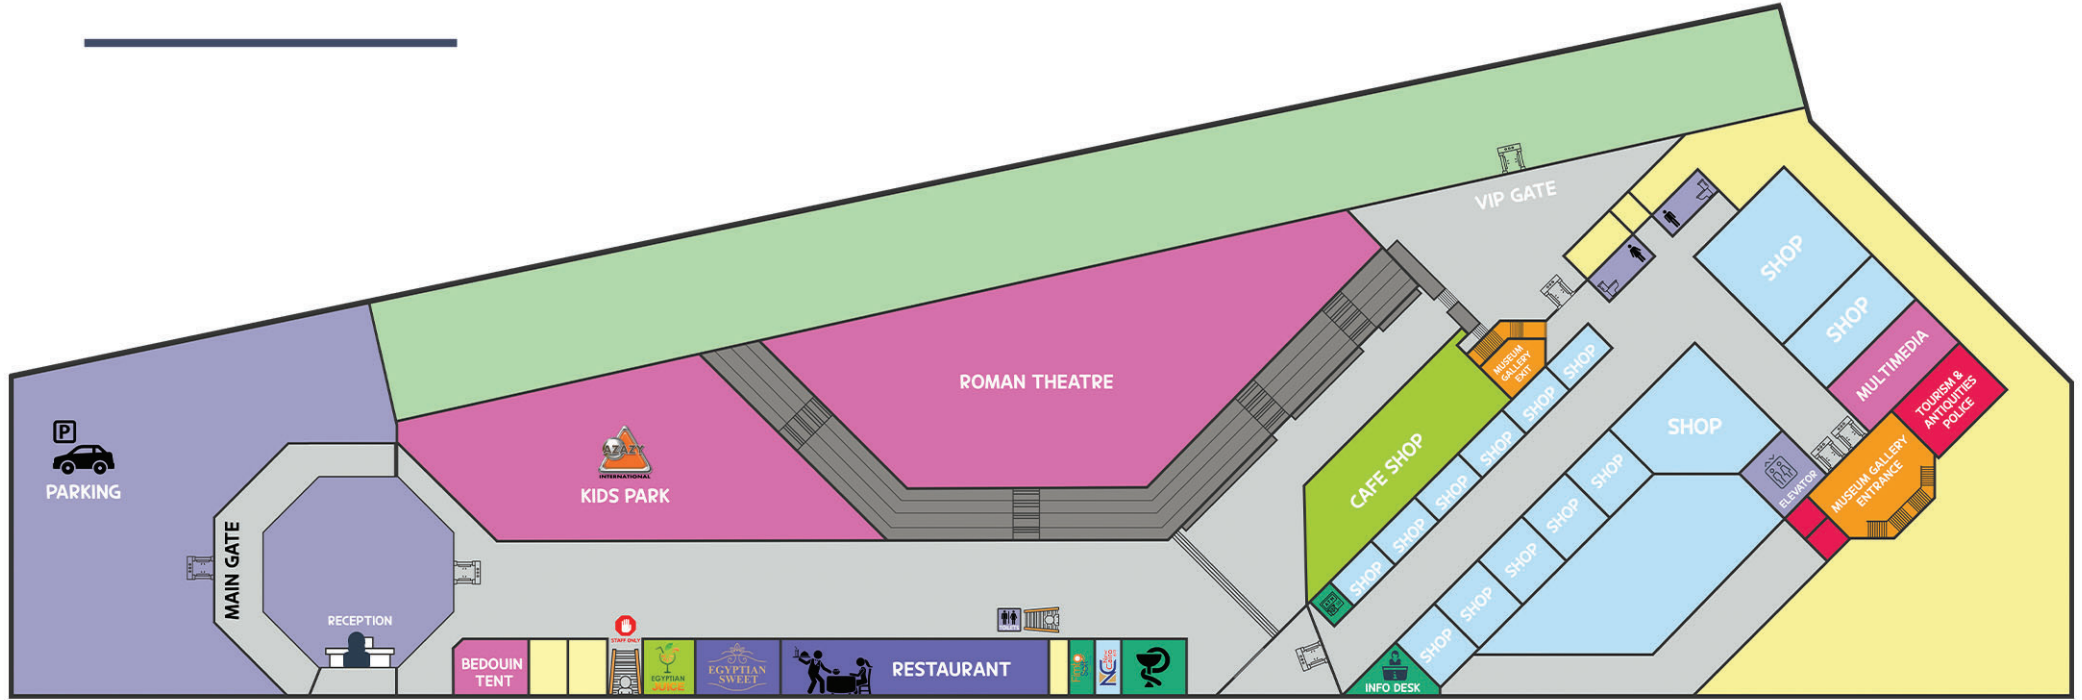 VIP GATE
SHOP
SHOP
MULTIMEDIA
TOURISM &
ANTIQUITIES
POLICE
ROMAN THEATRE
MUSEUM
GALLERY
EXIT
SHOP
SHOP
SHOP
SHOP
SHOP
SHOP
CAFE SHOP
SHOP
SHOP
SHOP
SHOP
SHOP
SHOP
ELEVATOR
MUSEUM GALLERY
ENTRANCE
P
PARKING
AZAZY
INTERNATIONAL
KIDS PARK
MAIN GATE
RECEPTION
STAFF ONLY
BEDOUIN
TENT
EGYPTIAN
JUICE
EGYPTIAN
SWEET
RESTAURANT
INFO DESK